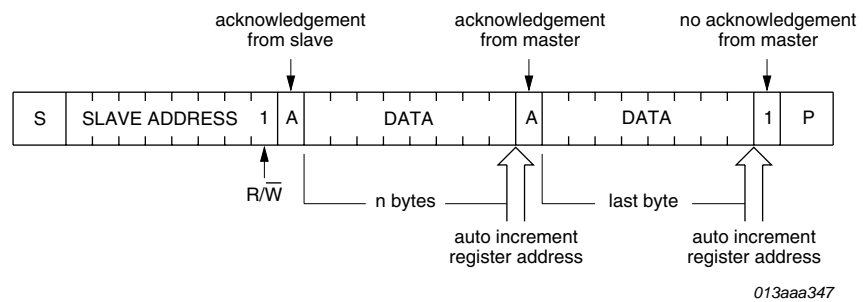 acknowledgement
from slave
acknowledgement
from master
no acknowledgement
from master
S SLAVE ADDRESS 1 A DATA A DATA 1 P
R/W̅
n bytes
last byte
auto increment
register address
auto increment
register address
013aaa347